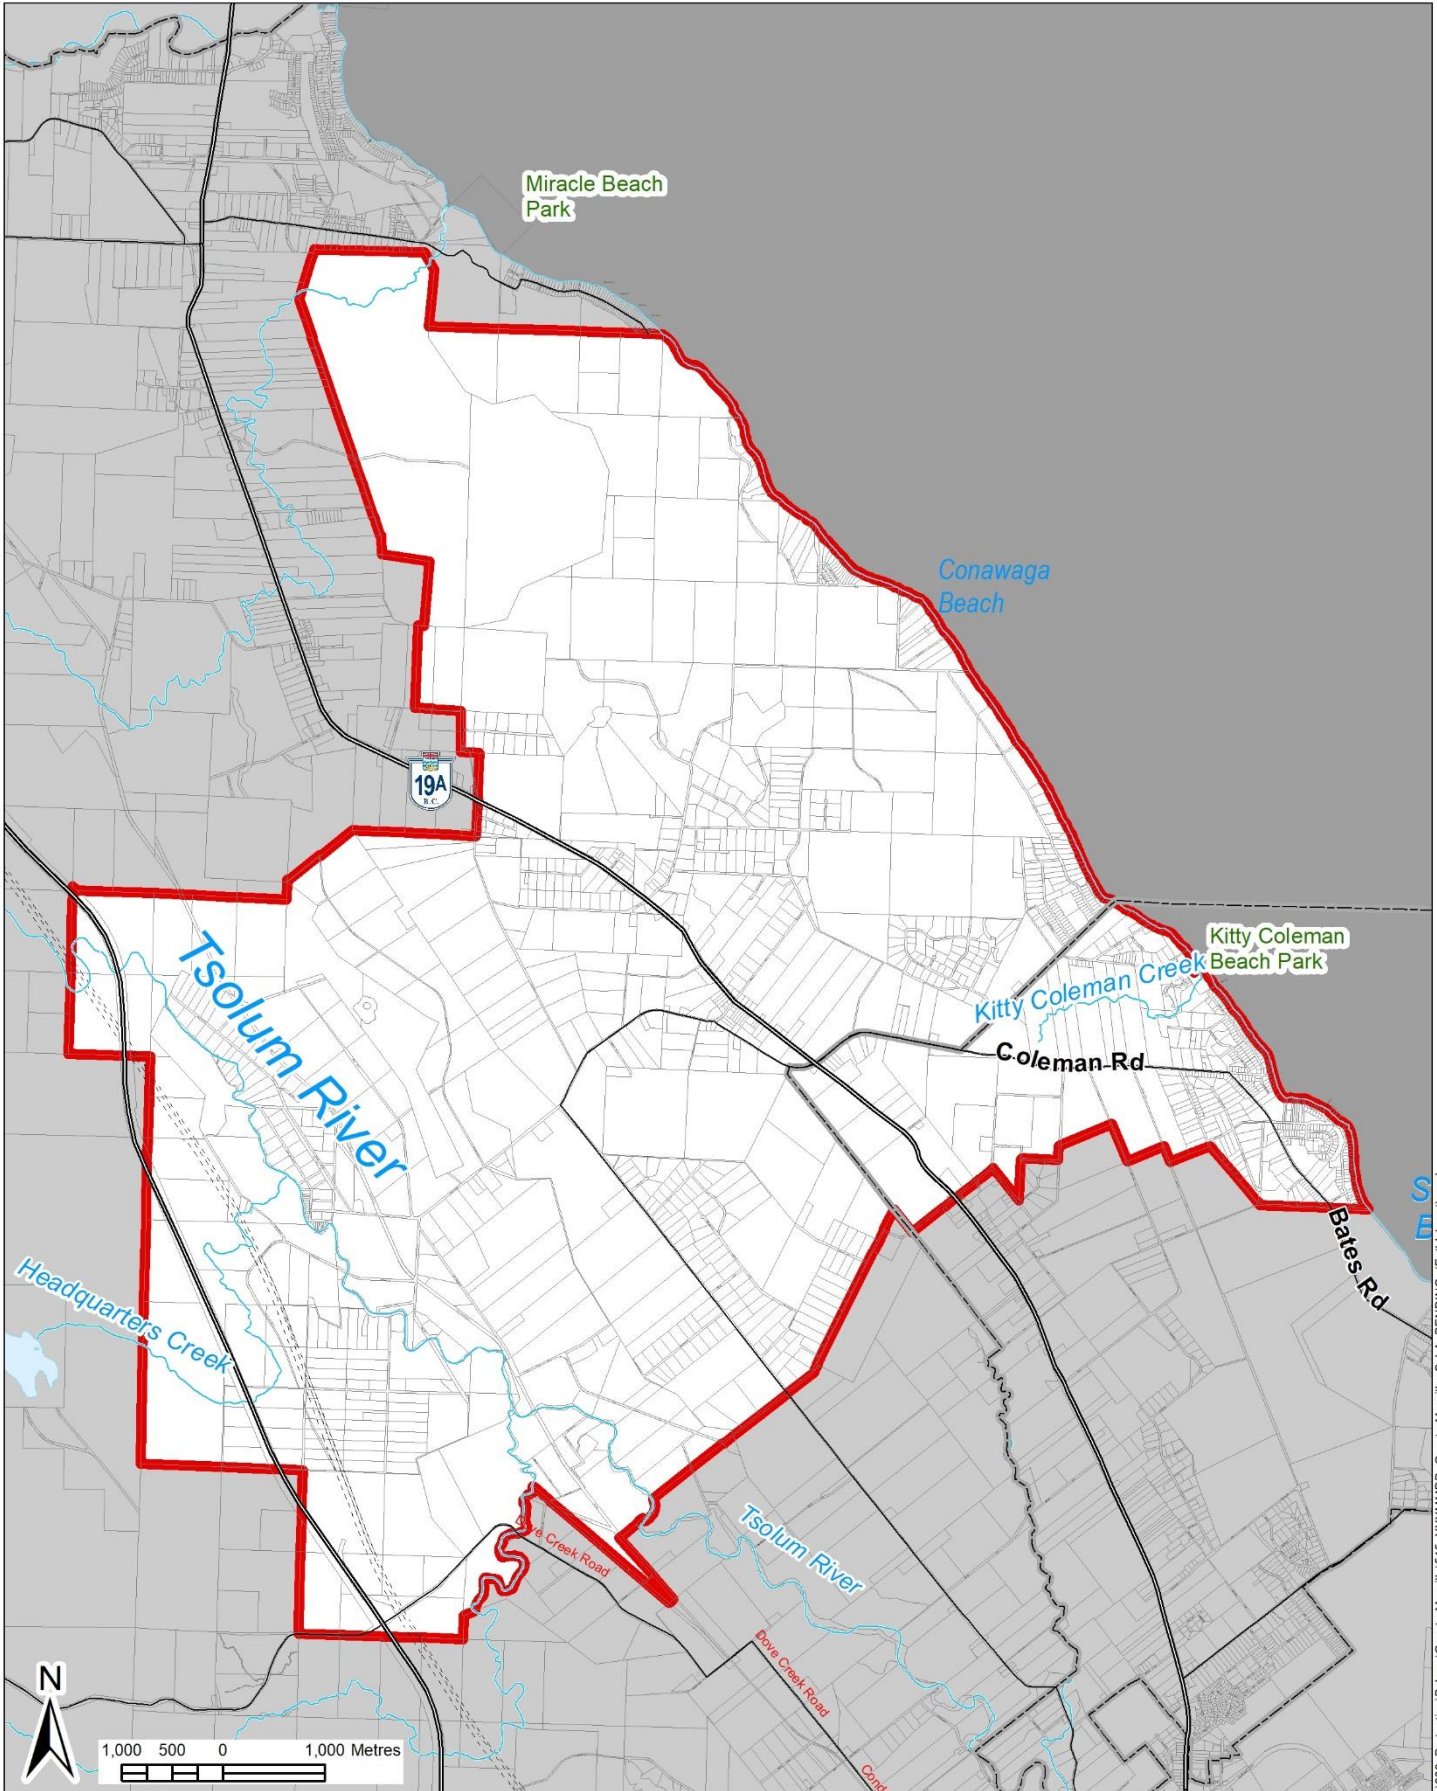 Miracle Beach
Park
Conawaga
Beach
19A
B.C.
Kitty Coleman
Beach Park
Kitty Coleman Creek
Coleman Rd
Tsolum River
Bates Rd
Headquarters Creek
Dove Creek Road
Tsolum River
Dove Creek Road
N
1,000 500 0 1,000 Metres